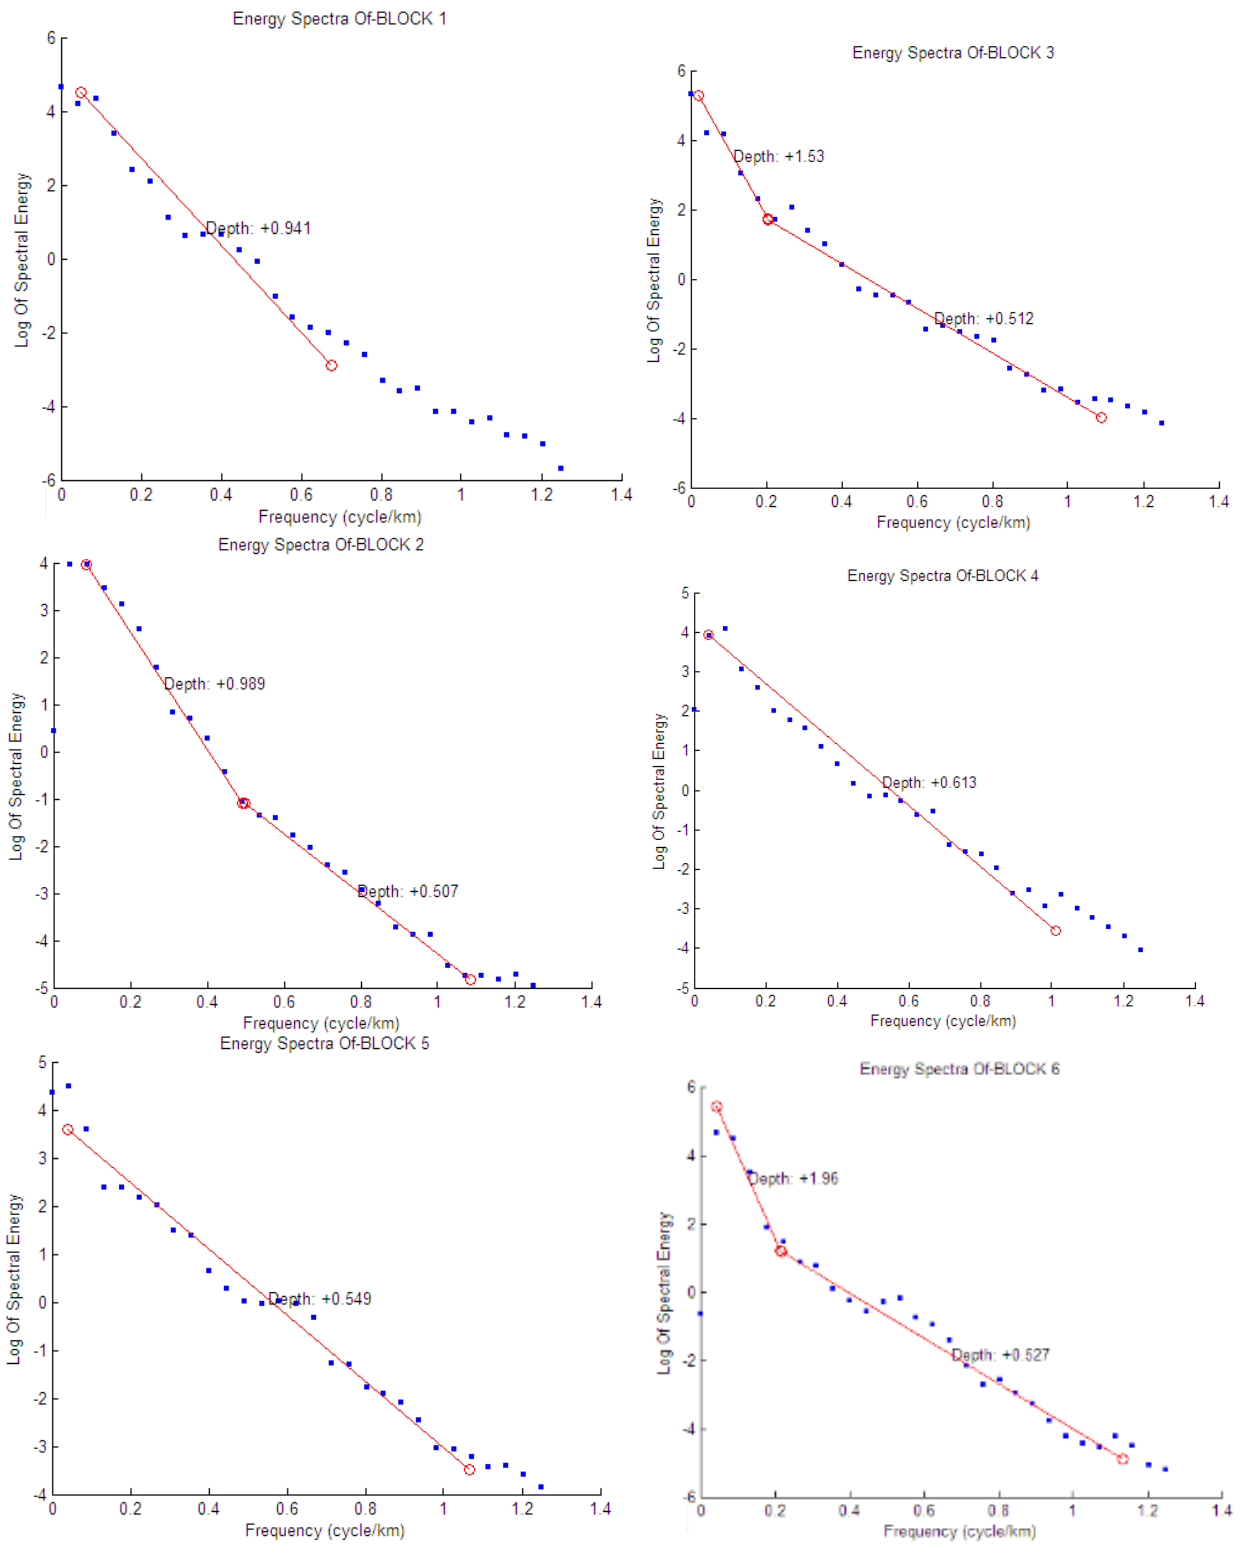 Energy Spectra Of-BLOCK 1
6
4
2
0
-2
-4
-6
Log Of Spectral Energy
Depth: +0.941
0 0.2 0.4 0.6 0.8 1 1.2 1.4
Frequency (cycle/km)
Energy Spectra Of-BLOCK 3
6
4
2
0
-2
-4
-6
Log Of Spectral Energy
Depth: +1.53
Depth: +0.512
0 0.2 0.4 0.6 0.8 1 1.2 1.4
Frequency (cycle/km)
Energy Spectra Of-BLOCK 2
4
3
2
1
0
-1
-2
-3
-4
-5
Log Of Spectral Energy
Depth: +0.989
Depth: +0.507
0 0.2 0.4 0.6 0.8 1 1.2 1.4
Frequency (cycle/km)
Energy Spectra Of-BLOCK 4
5
4
3
2
1
0
-1
-2
-3
-4
-5
Log Of Spectral Energy
Depth: +0.613
0 0.2 0.4 0.6 0.8 1 1.2 1.4
Frequency (cycle/km)
Energy Spectra Of-BLOCK 5
5
4
3
2
1
0
-1
-2
-3
-4
Log Of Spectral Energy
Depth: +0.549
0 0.2 0.4 0.6 0.8 1 1.2 1.4
Frequency (cycle/km)
Energy Spectra Of-BLOCK 6
6
4
2
0
-2
-4
-6
Log Of Spectral Energy
Depth: +1.96
Depth: +0.527
0 0.2 0.4 0.6 0.8 1 1.2 1.4
Frequency (cycle/km)